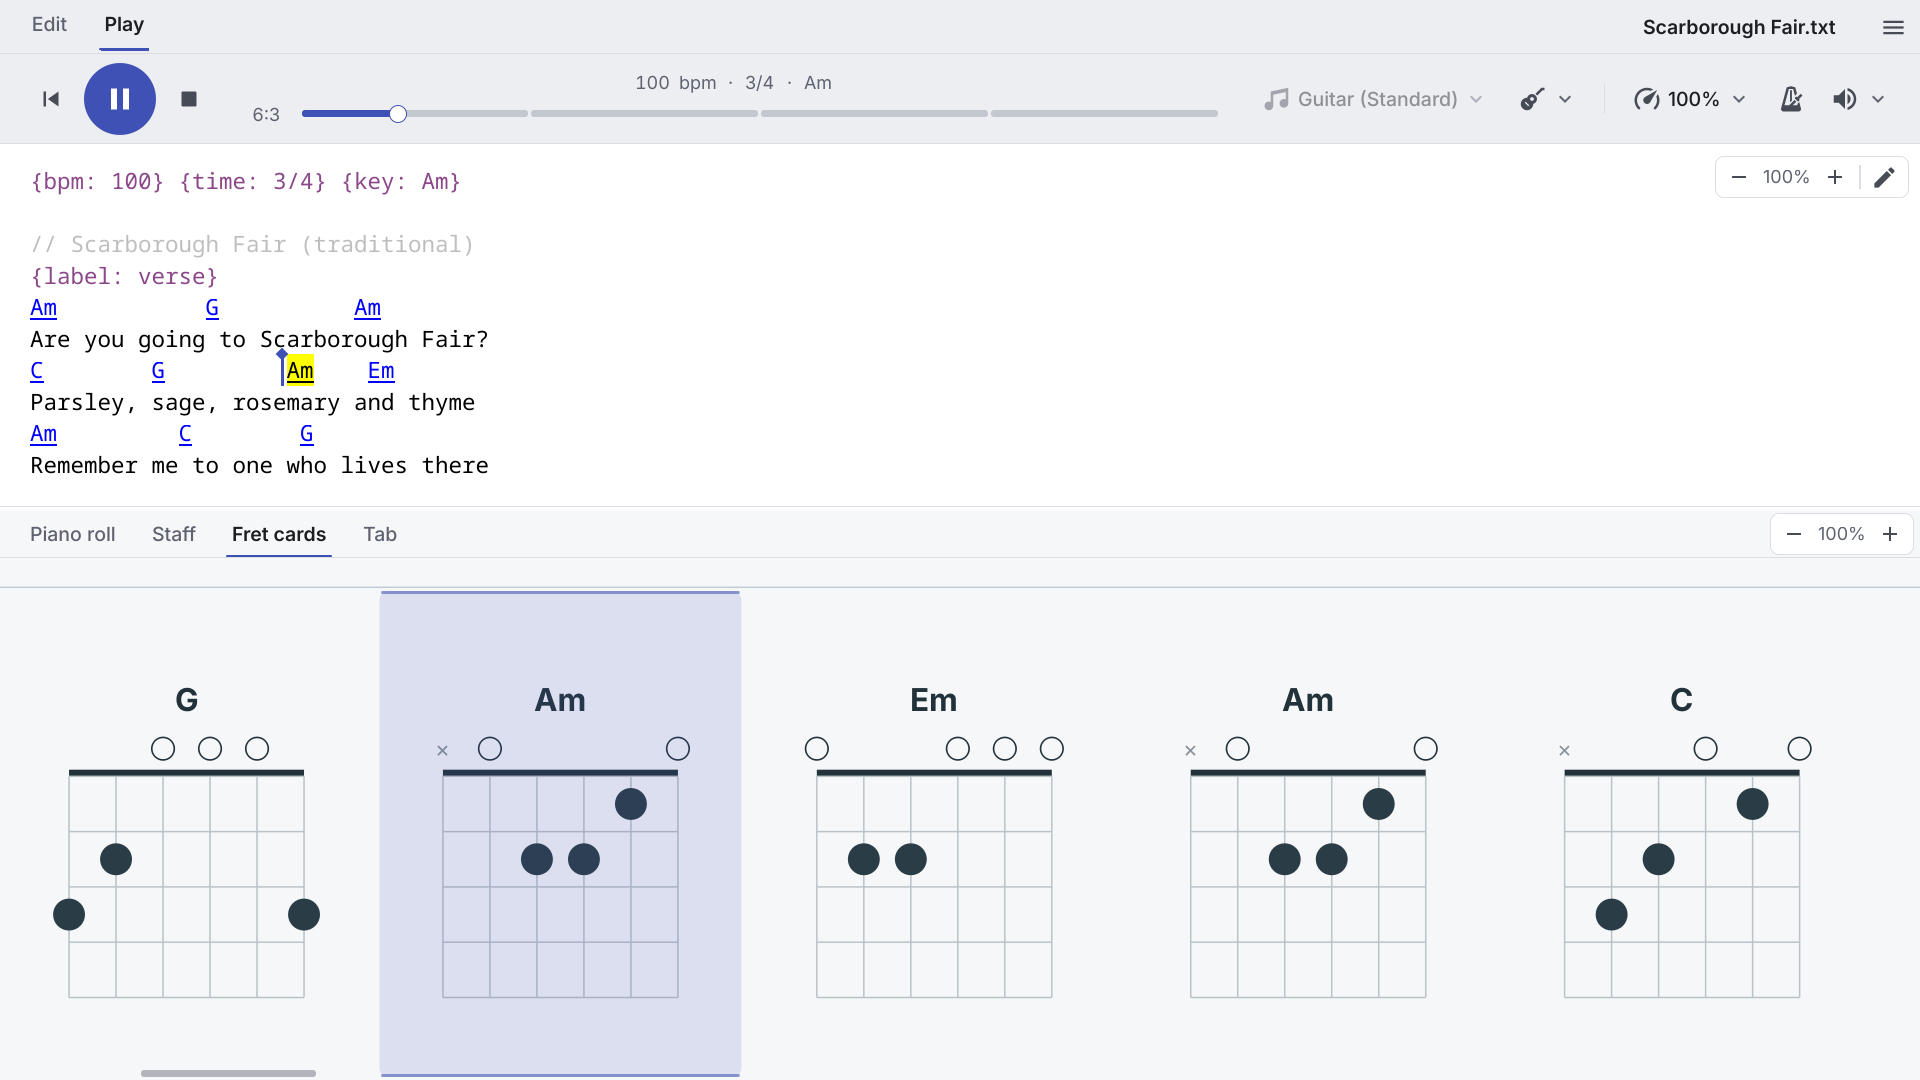 Edit Play Scarborough Fair.txt
6:3 100 bpm · 3/4 · Am Guitar (Standard) 100%
{bpm: 100} {time: 3/4} {key: Am} 100%
// Scarborough Fair (traditional)
{label: verse}
Am G Am
Are you going to Scarborough Fair?
C G Am Em
Parsley, sage, rosemary and thyme
Am C G
Remember me to one who lives there
Piano roll Staff Fret cards Tab 100%
G Am Em Am C
× × ×